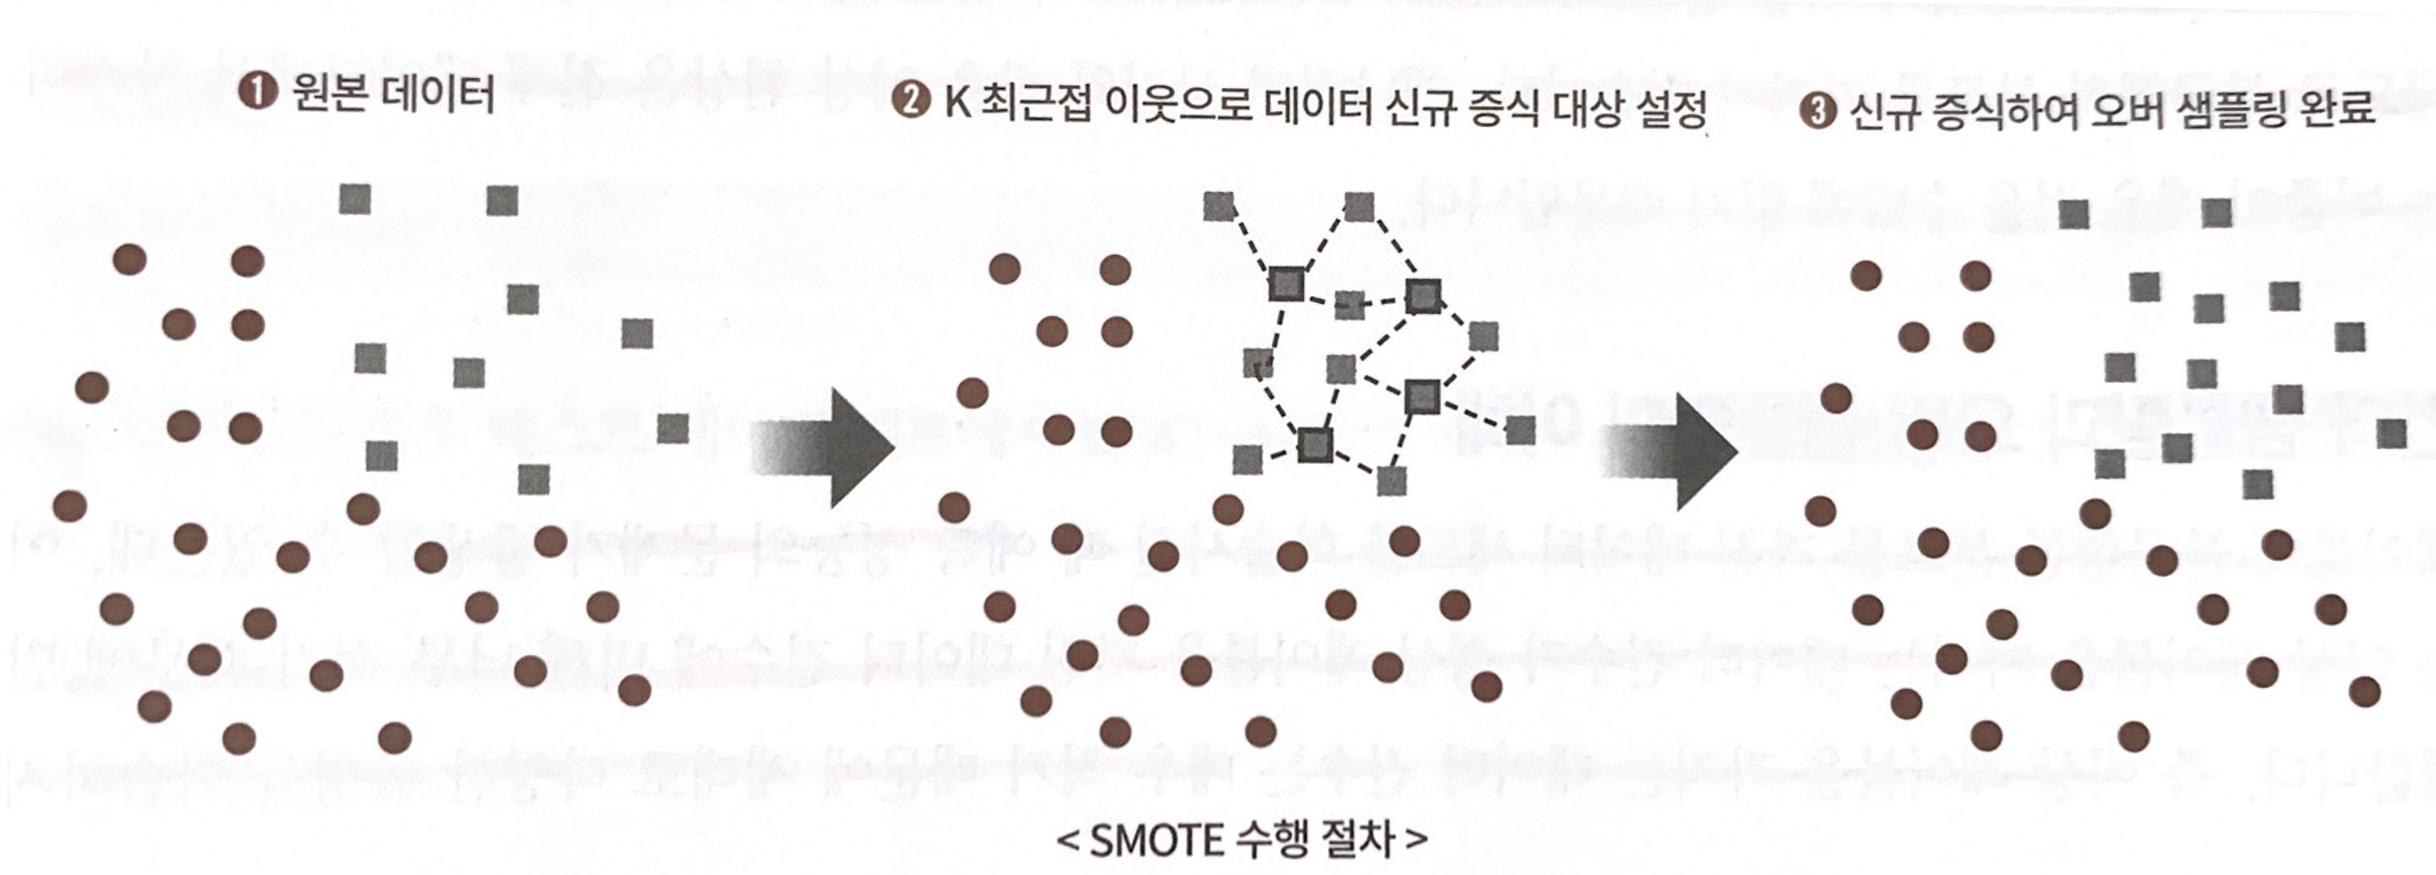 ❶ 원본 데이터
❷ K 최근접 이웃으로 데이터 신규 증식 대상 설정
❸ 신규 증식하여 오버 샘플링 완료
< SMOTE 수행 절차 >